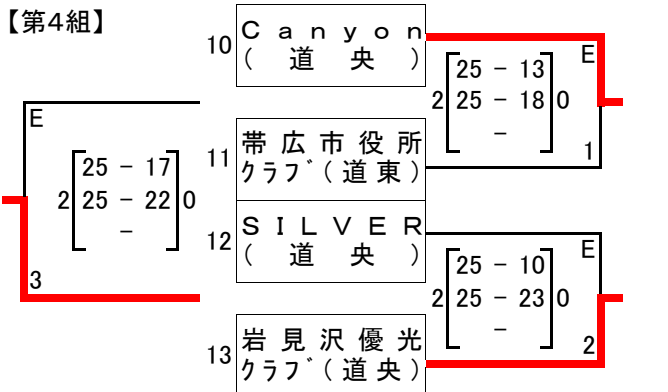 【第4組】
10 Canyon
(道央)
E
25 - 13
2 25 - 18 0
-
1
E
25 - 17
2 25 - 22 0
-
3
11 帯広市役所
クラブ(道東)
12 SILVER
(道央)
E
25 - 10
2 25 - 23 0
-
2
13 岩見沢優光
クラブ(道央)